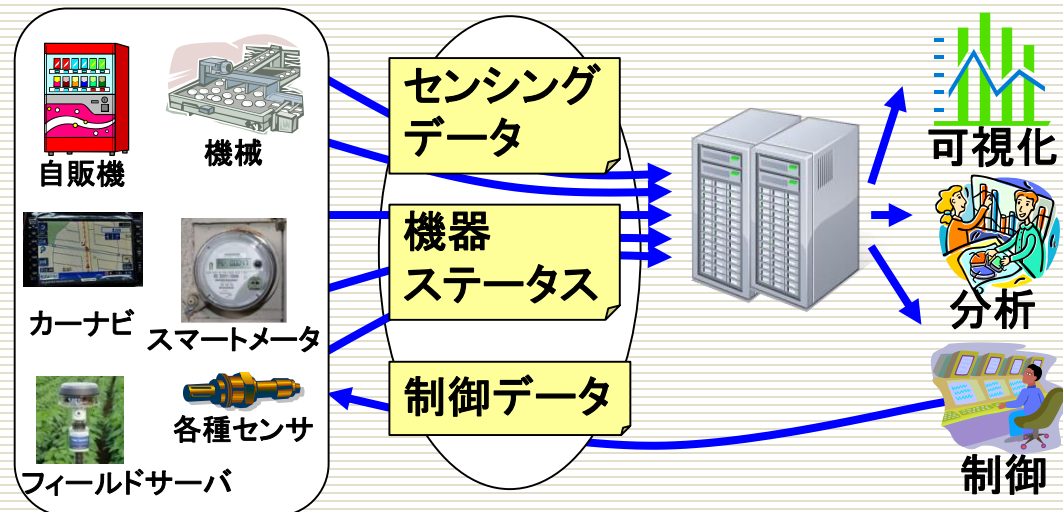 自販機
機械
カーナビ
スマートメータ
各種センサ
フィールドサーバ
センシング
データ
機器
ステータス
制御データ
可視化
分析
制御